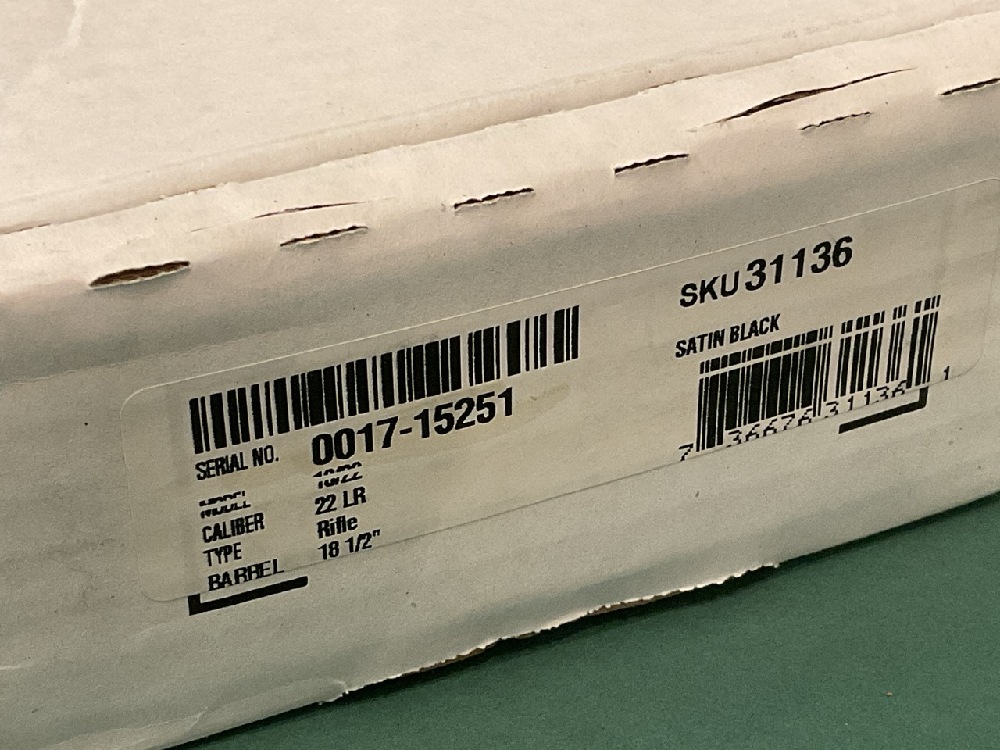 SKU 31136
SATIN BLACK
7 36676 31136 1
SERIAL NO. 0017-15251
MODEL 10/22
CALIBER 22 LR
TYPE Rifle
BARREL 18 1/2"